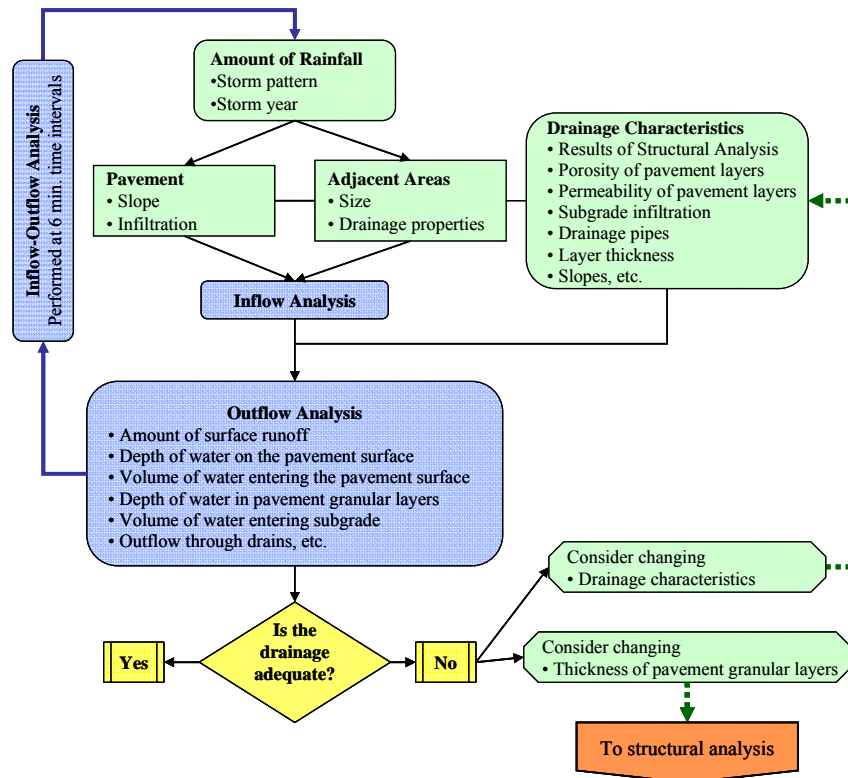 Amount of Rainfall
•Storm pattern
•Storm year
Inflow-Outflow Analysis
Performed at 6 min. time intervals
Drainage Characteristics
• Results of Structural Analysis
• Porosity of pavement layers
• Permeability of pavement layers
• Subgrade infiltration
• Drainage pipes
• Layer thickness
• Slopes, etc.
Pavement
• Slope
• Infiltration
Adjacent Areas
• Size
• Drainage properties
Inflow Analysis
Outflow Analysis
• Amount of surface runoff
• Depth of water on the pavement surface
• Volume of water entering the pavement surface
• Depth of water in pavement granular layers
• Volume of water entering subgrade
• Outflow through drains, etc.
Consider changing
• Drainage characteristics
Is the
drainage
adequate?
Yes
No
Consider changing
• Thickness of pavement granular layers
To structural analysis